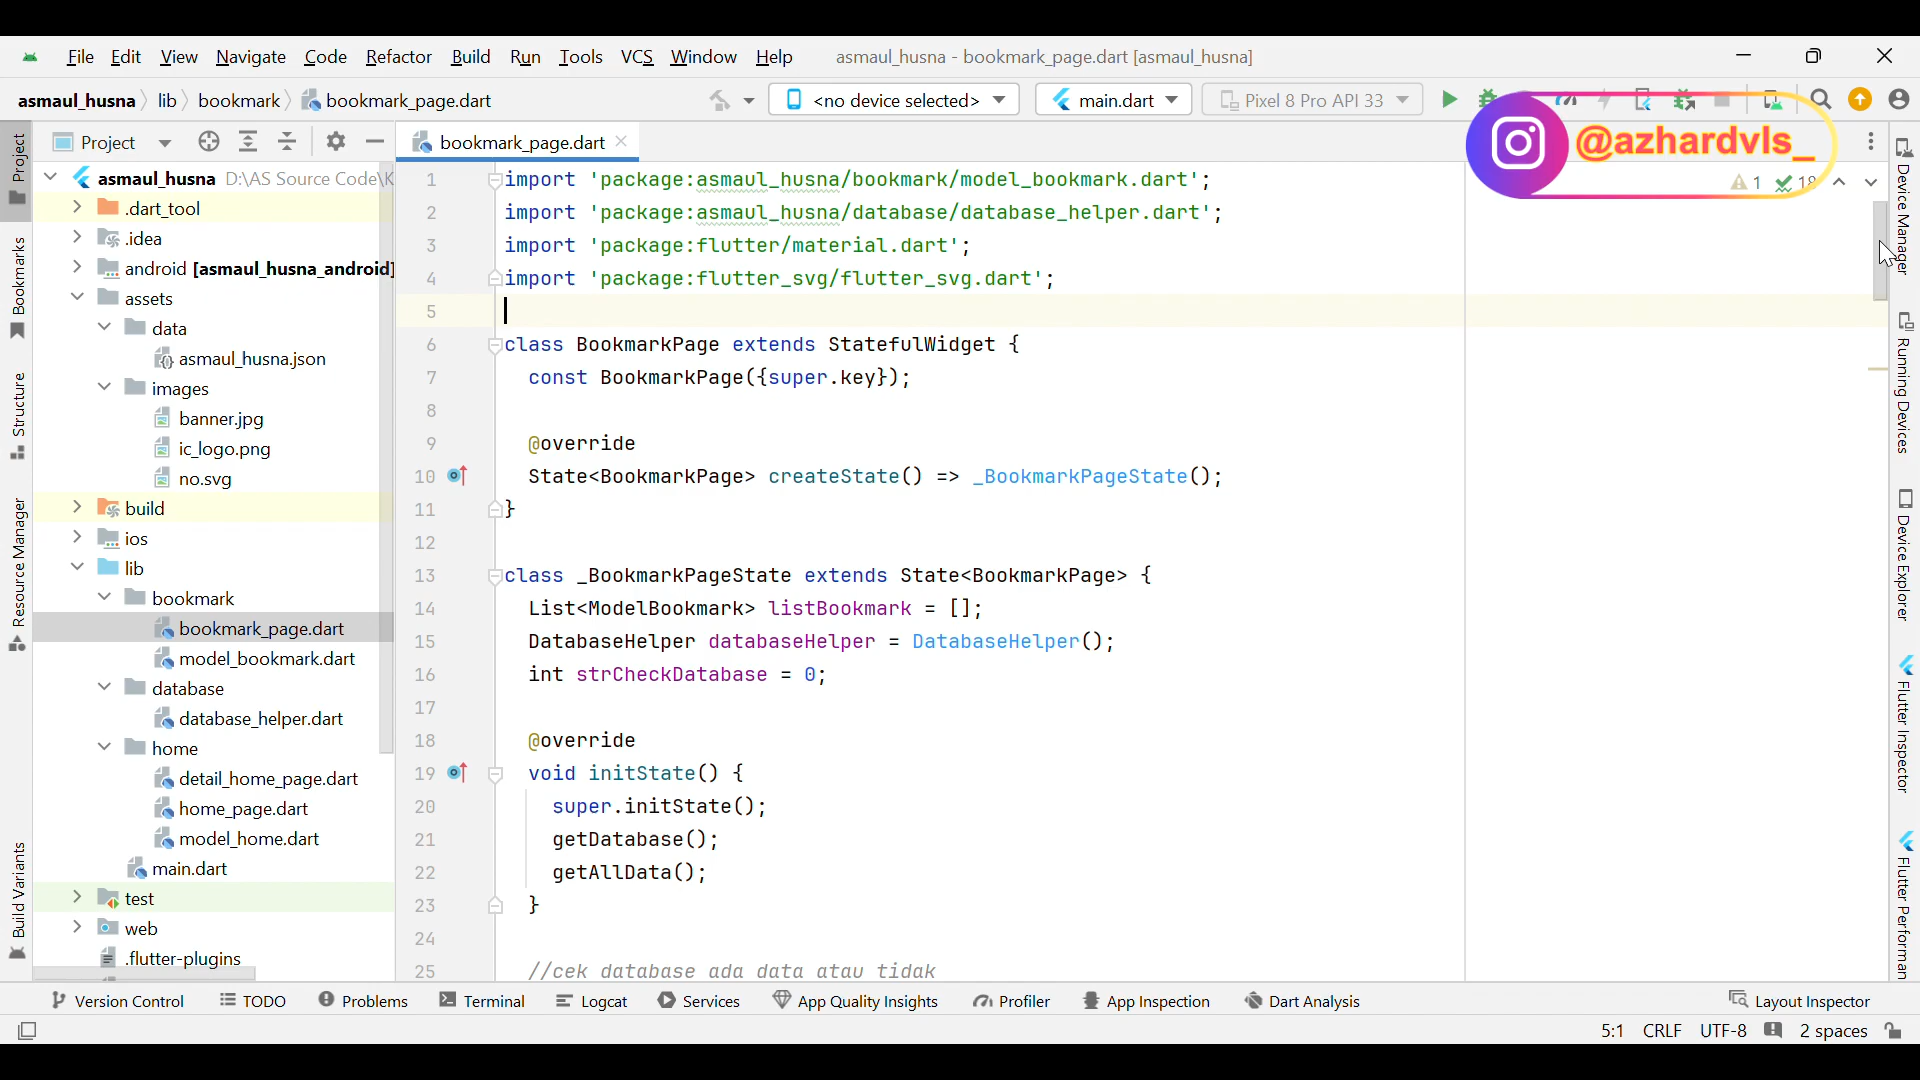 File Edit View Navigate Code Refactor Build Run Tools VCS Window Help asmaul_husna - bookmark_page.dart [asmaul_husna]
asmaul_husna lib bookmark bookmark_page.dart <no device selected> main.dart Pixel 8 Pro API 33
Project bookmark_page.dart @azhardvls_
asmaul_husna D:\AS Source Code\K
.dart_tool
.idea
android [asmaul_husna_android]
assets
data
asmaul_husna.json
images
banner.jpg
ic_logo.png
no.svg
build
ios
lib
bookmark
bookmark_page.dart
model_bookmark.dart
database
database_helper.dart
home
detail_home_page.dart
home_page.dart
model_home.dart
main.dart
test
web
.flutter-plugins
1 import 'package:asmaul_husna/bookmark/model_bookmark.dart';
2 import 'package:asmaul_husna/database/database_helper.dart';
3 import 'package:flutter/material.dart';
4 import 'package:flutter_svg/flutter_svg.dart';
5
6 class BookmarkPage extends StatefulWidget {
7 const BookmarkPage({super.key});
8
9 @override
10 State<BookmarkPage> createState() => _BookmarkPageState();
11 }
12
13 class _BookmarkPageState extends State<BookmarkPage> {
14 List<ModelBookmark> listBookmark = [];
15 DatabaseHelper databaseHelper = DatabaseHelper();
16 int strCheckDatabase = 0;
17
18 @override
19 void initState() {
20 super.initState();
21 getDatabase();
22 getAllData();
23 }
24
25 //cek database ada data atau tidak
1
Project
Bookmarks
Structure
Resource Manager
Build Variants
Device Manager
Running Devices
Device Explorer
Flutter Inspector
Flutter Performan
Version Control TODO Problems Terminal Logcat Services App Quality Insights Profiler App Inspection Dart Analysis Layout Inspector
5:1 CRLF UTF-8 2 spaces